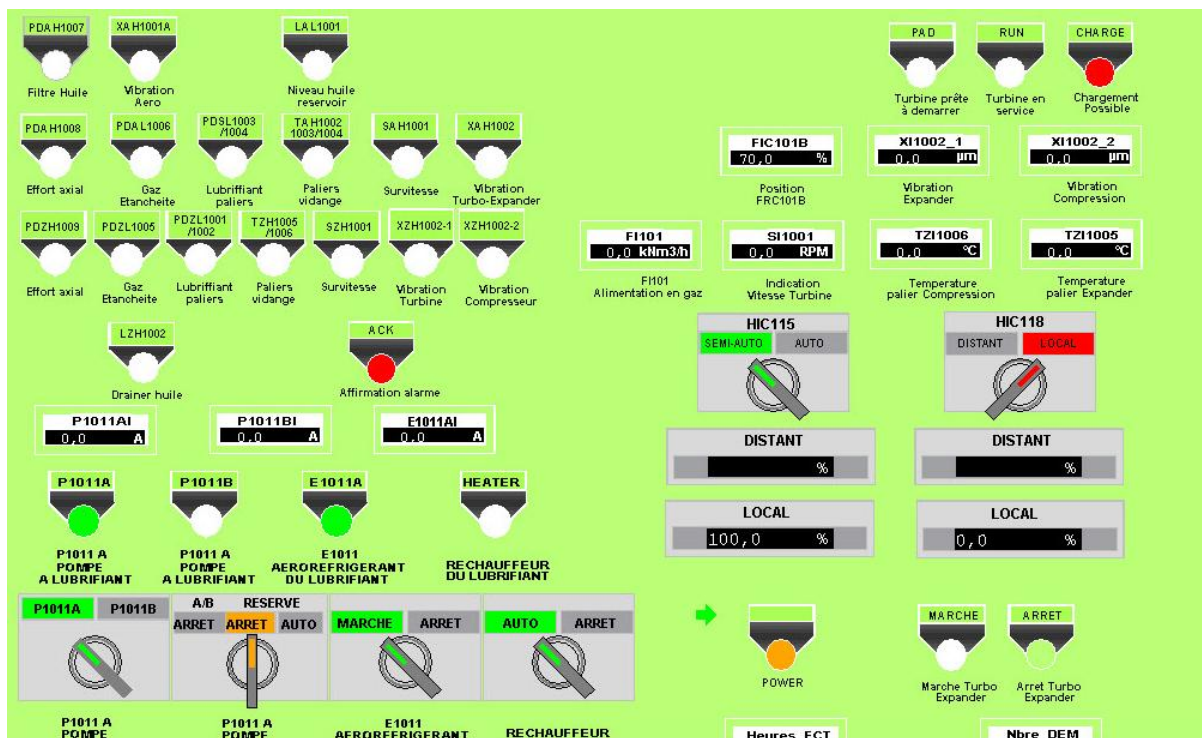 PDA H1007
XA H1001A
LA L1001
PAD
RUN
CHARGE
Filtre Huile
Vibration
Aero
Niveau huile
reservoir
Turbine prête
à demarrer
Turbine en
service
Chargement
Possible
PDA H1008
PDA L1006
PDSL1003
/1004
TA H1002
1003/1004
SA H1001
XA H1002
FIC101B
70,0 %
XI1002_1
0,0 µm
XI1002_2
0,0 µm
Effort axial
Gaz
Etancheite
Lubriffiant
paliers
Paliers
vidange
Survitesse
Vibration
Turbo-Expander
Position
FRC101B
Vibration
Expander
Vibration
Compression
PDZH1009
PDZL1005
PDZL1001
/1002
TZH1005
/1006
SZH1001
XZH1002-1
XZH1002-2
FI101
0,0 kNm3/h
SI1001
0,0 RPM
TZI1006
0,0 °C
TZI1005
0,0 °C
Effort axial
Gaz
Etancheite
Lubriffiant
paliers
Paliers
vidange
Survitesse
Vibration
Turbine
Vibration
Compresseur
FI101
Alimentation en gaz
Indication
Vitesse Turbine
Temperature
palier Compression
Temperature
palier Expander
LZH1002
ACK
HIC115
SEMI-AUTO AUTO
HIC118
DISTANT LOCAL
Drainer huile
Affirmation alarme
P1011AI
0,0 A
P1011BI
0,0 A
E1011AI
0,0 A
DISTANT
%
DISTANT
%
P1011A
P1011B
E1011A
HEATER
LOCAL
100,0 %
LOCAL
0,0 %
P1011 A
POMPE
A LUBRIFIANT
P1011 A
POMPE
A LUBRIFIANT
E1011
AEROREFRIGERANT
DU LUBRIFIANT
RECHAUFFEUR
DU LUBRIFIANT
P1011A P1011B
A/B RESERVE
ARRET ARRET AUTO
MARCHE ARRET
AUTO ARRET
MARCHE
ARRET
POWER
Marche Turbo
Expander
Arret Turbo
Expander
P1011 A
POMPE
P1011 A
POMPE
E1011
AEROREFRIGERANT
RECHAUFFEUR
Heures FCT
Nbre DEM